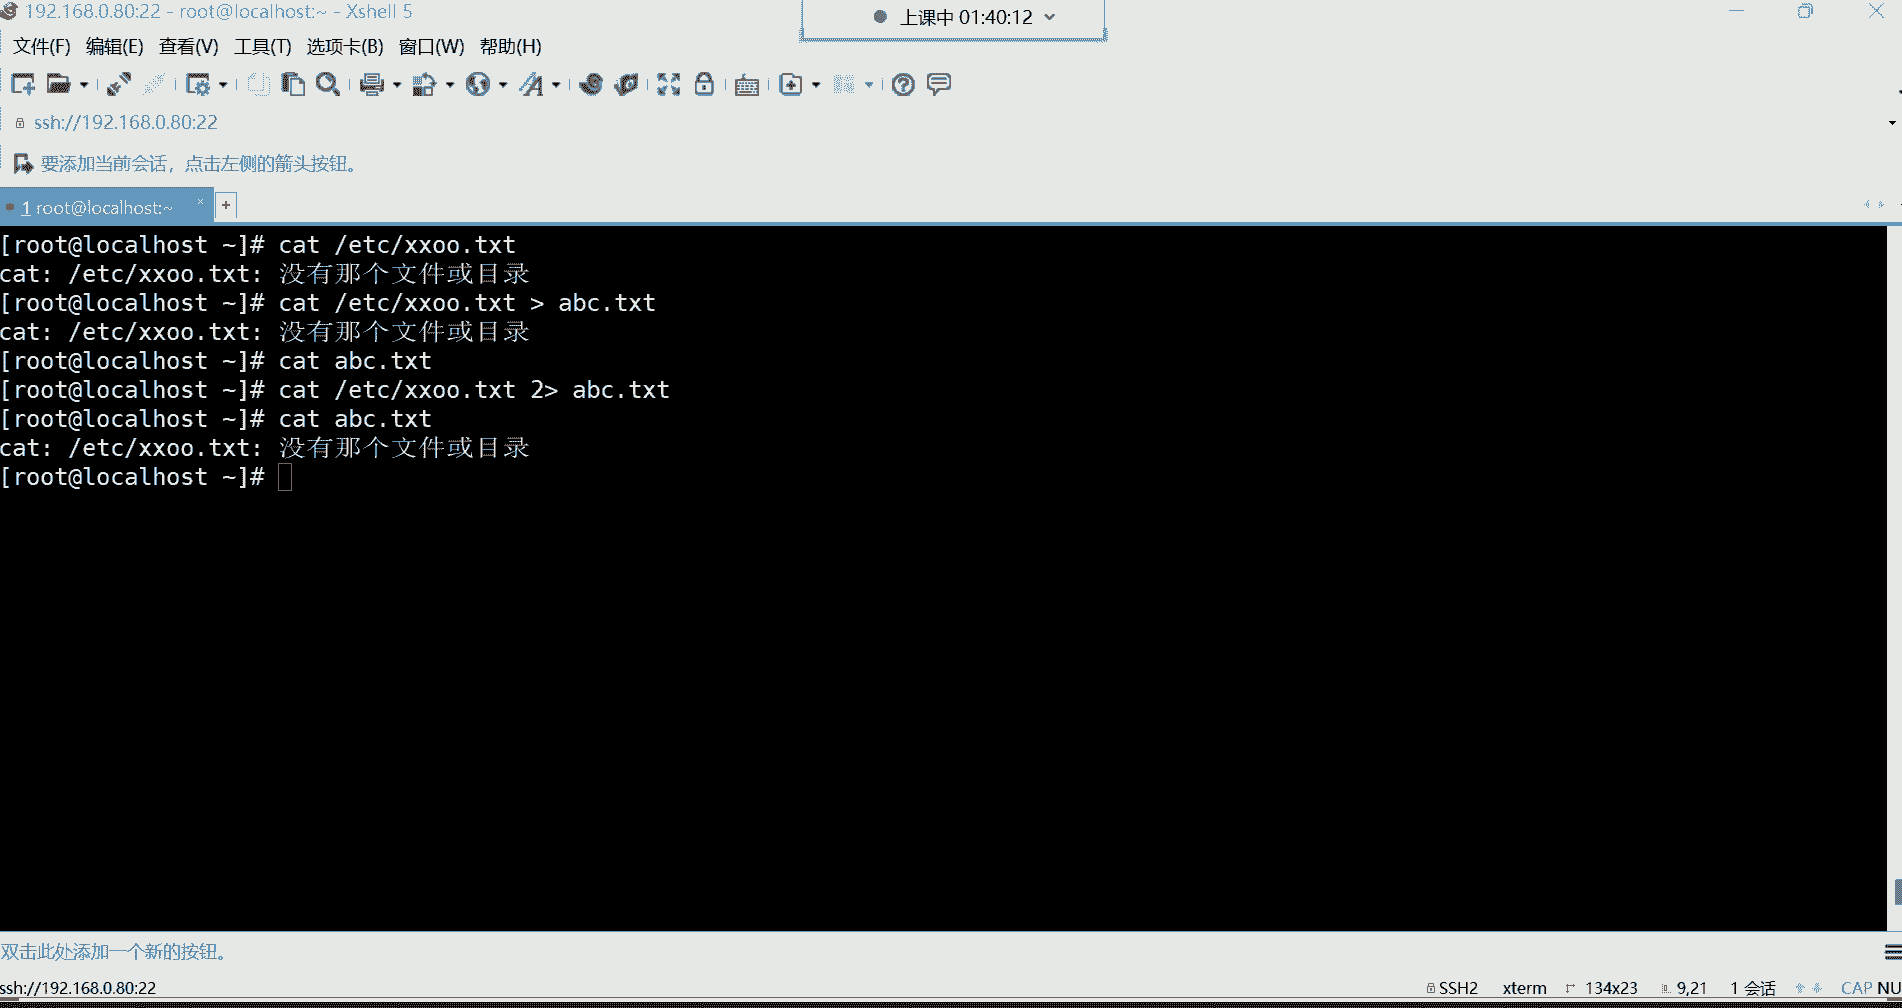 192.168.0.80:22 - root@localhost:~ - Xshell 5
上课中 01:40:12
文件(F) 编辑(E) 查看(V) 工具(T) 选项卡(B) 窗口(W) 帮助(H)
ssh://192.168.0.80:22
要添加当前会话，点击左侧的箭头按钮。
1 root@localhost:~
[root@localhost ~]# cat /etc/xxoo.txt
cat: /etc/xxoo.txt: 没有那个文件或目录
[root@localhost ~]# cat /etc/xxoo.txt > abc.txt
cat: /etc/xxoo.txt: 没有那个文件或目录
[root@localhost ~]# cat abc.txt
[root@localhost ~]# cat /etc/xxoo.txt 2> abc.txt
[root@localhost ~]# cat abc.txt
cat: /etc/xxoo.txt: 没有那个文件或目录
[root@localhost ~]#
双击此处添加一个新的按钮。
ssh://192.168.0.80:22 SSH2 xterm 134x23 9,21 1 会话 CAP NU